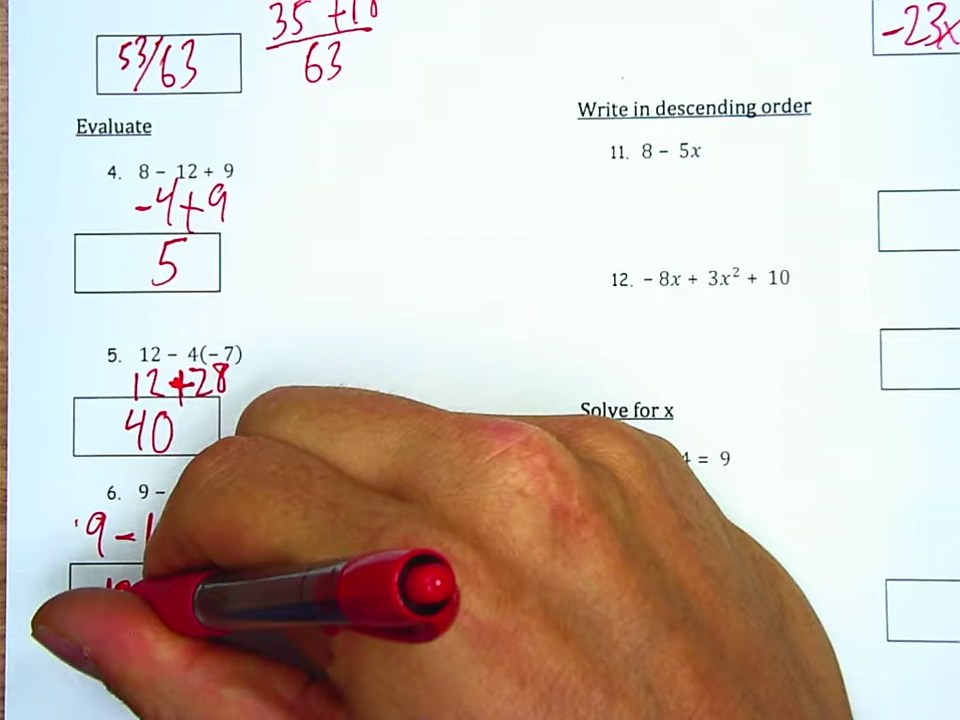 35 +18
63
53/63
Evaluate
4. 8 - 12 + 9
-4+9
5
5. 12 - 4(-7)
12+28
40
6. 9 -
9 -
-23x
Write in descending order
11. 8 - 5x
12. - 8x + 3x² + 10
Solve for x
4 = 9